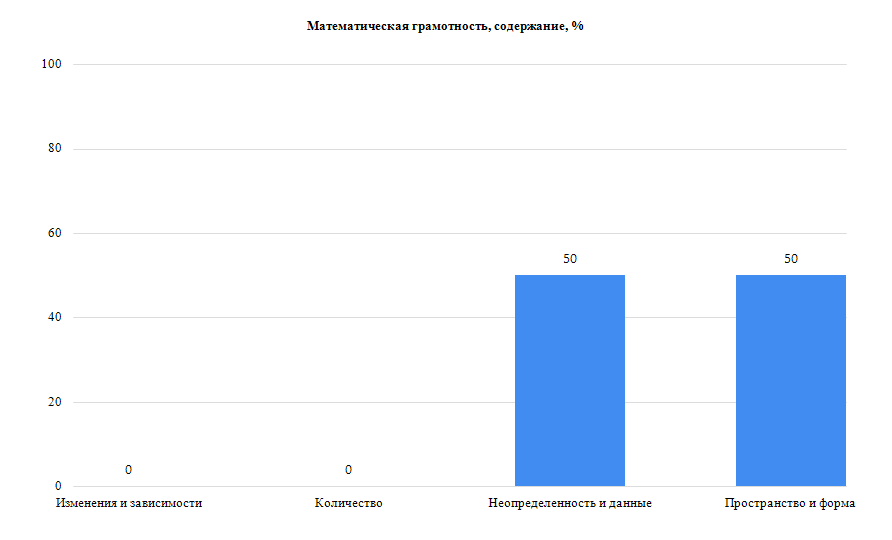 Математическая грамотность, содержание, %
100
80
60
40
20
0
0
0
50
50
Изменения и зависимости
Количество
Неопределенность и данные
Пространство и форма